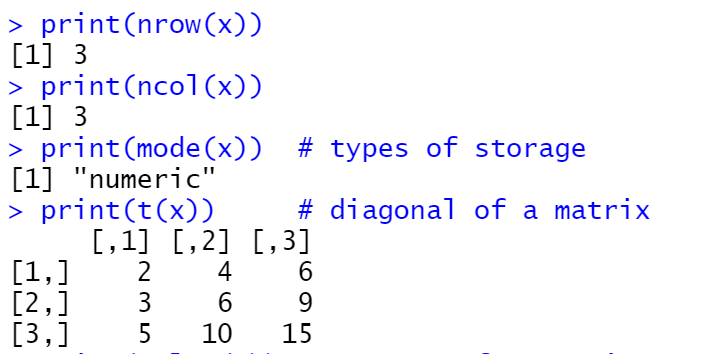 > print(nrow(x))
[1] 3
> print(ncol(x))
[1] 3
> print(mode(x))  # types of storage
[1] "numeric"
> print(t(x))     # diagonal of a matrix
     [,1] [,2] [,3]
[1,]    2    4    6
[2,]    3    6    9
[3,]    5   10   15